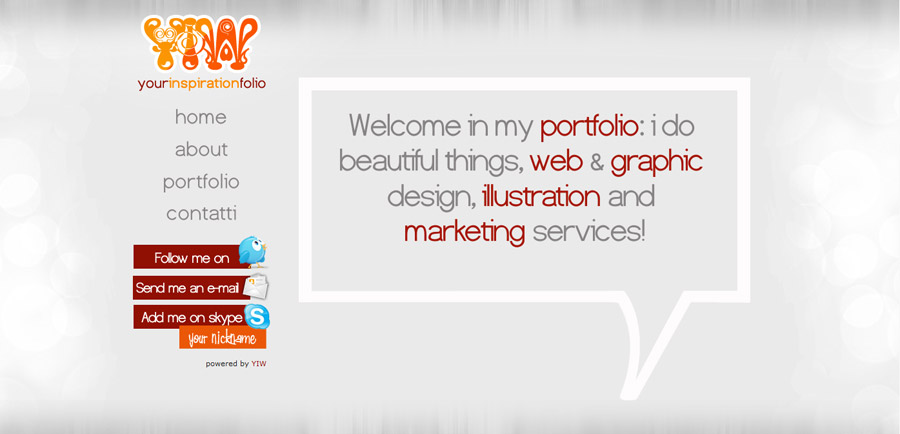 YIW
yourinspirationfolio
home
about
portfolio
contatti
Follow me on
Send me an e-mail
Add me on skype
S
your nickname
powered by YIW
Welcome in my portfolio: i do
beautiful things, web & graphic
design, illustration and
marketing services!